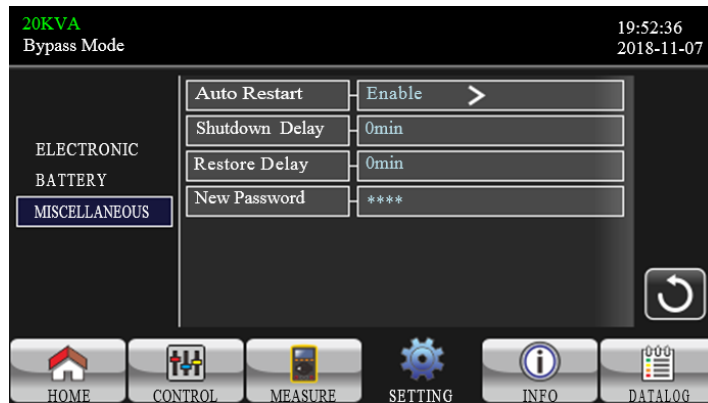 20KVA
Bypass Mode
19:52:36
2018-11-07
ELECTRONIC
BATTERY
MISCELLANEOUS
Auto Restart Enable >
Shutdown Delay 0min
Restore Delay 0min
New Password ****
HOME CONTROL MEASURE SETTING INFO DATALOG